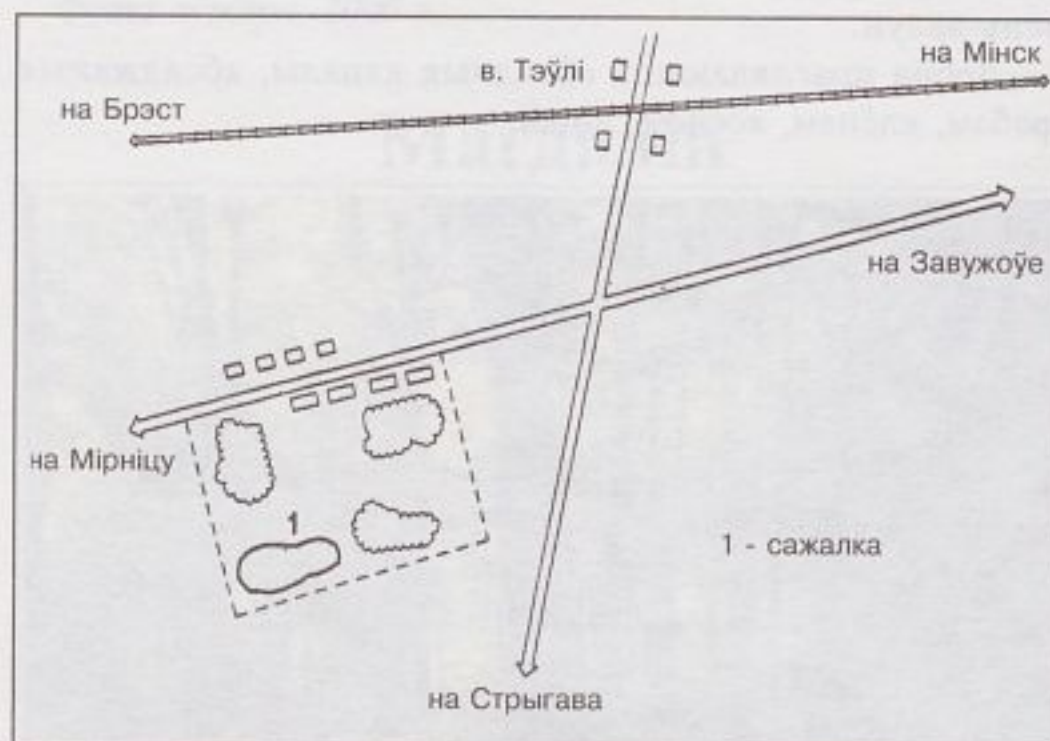 в. Тэўлі
на Мінск
на Брэст
на Завужоўе
на Мірніцу
1
1 - сажалка
на Стрыгава